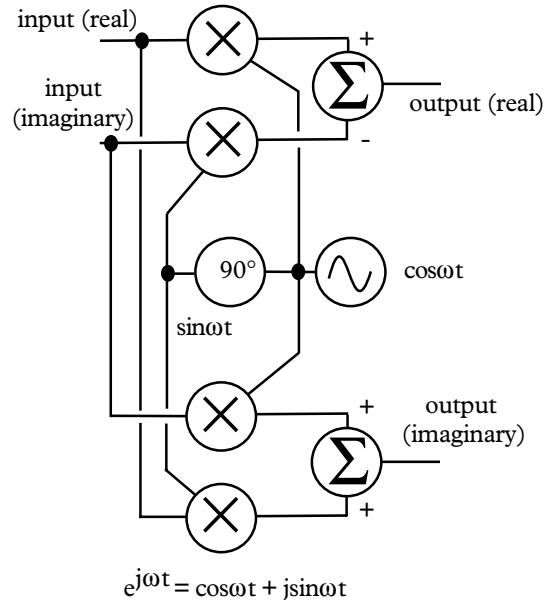 input (real)
+
Σ
output (real)
input
(imaginary)
-
90°
cosωt
sinωt
+
output
(imaginary)
Σ
+
e^jωt = cosωt + jsinωt